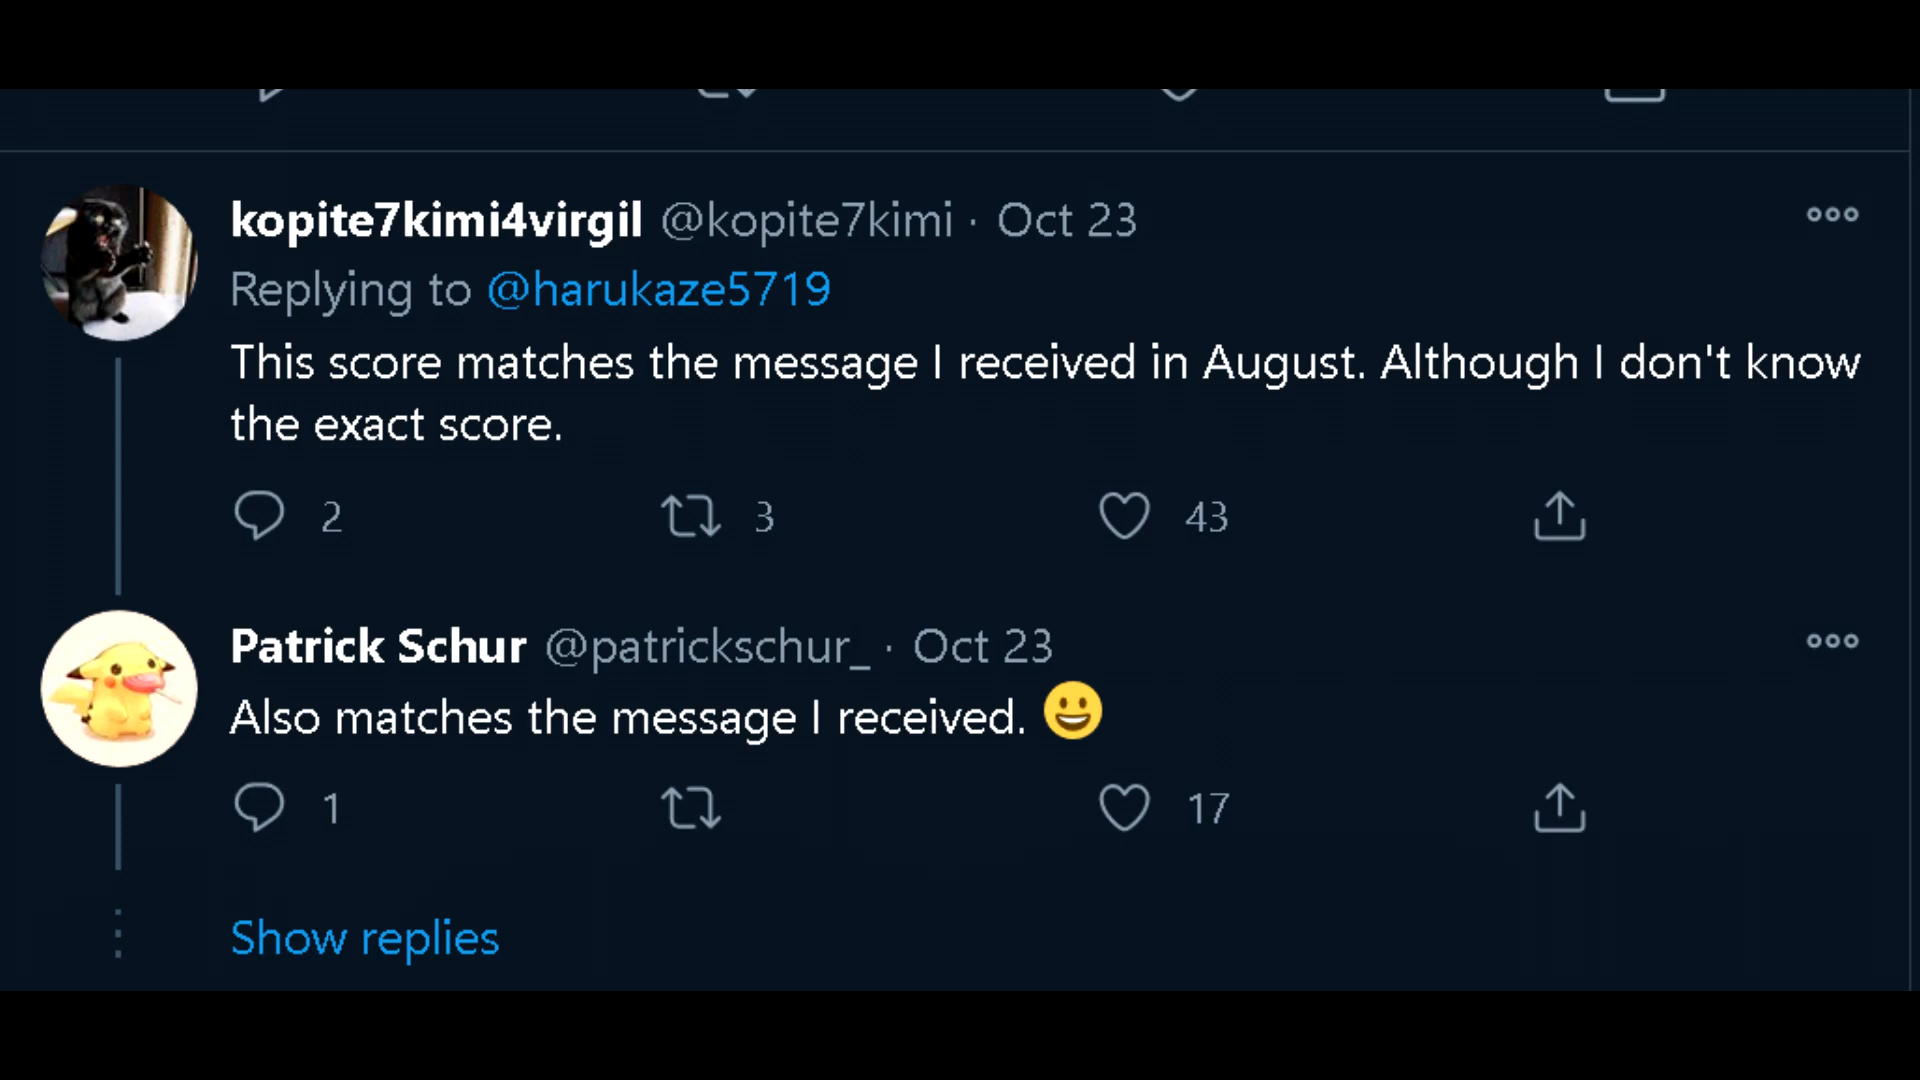 kopite7kimi4virgil @kopite7kimi · Oct 23
Replying to @harukaze5719
This score matches the message I received in August. Although I don't know
the exact score.
2 3 43
Patrick Schur @patrickschur_ · Oct 23
Also matches the message I received. 😀
1 17
Show replies